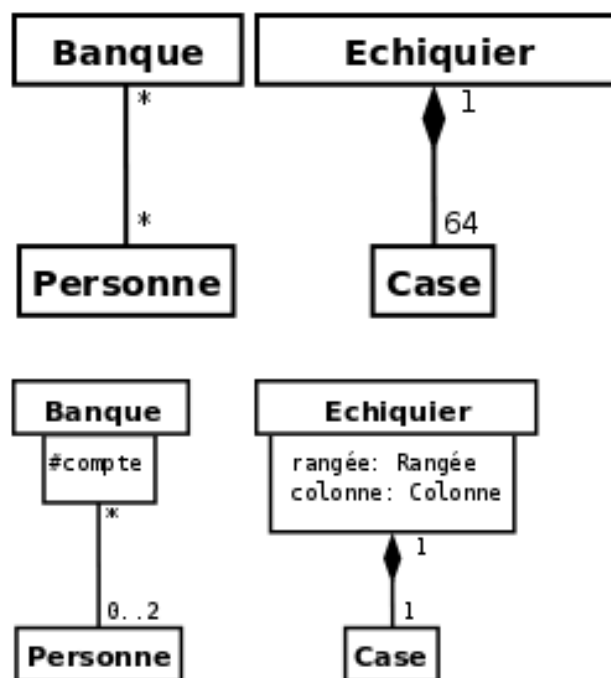 Banque
Echiquier
*
1
*
64
Personne
Case
Banque
Echiquier
#compte
rangée: Rangée
colonne: Colonne
*
1
0..2
1
Personne
Case